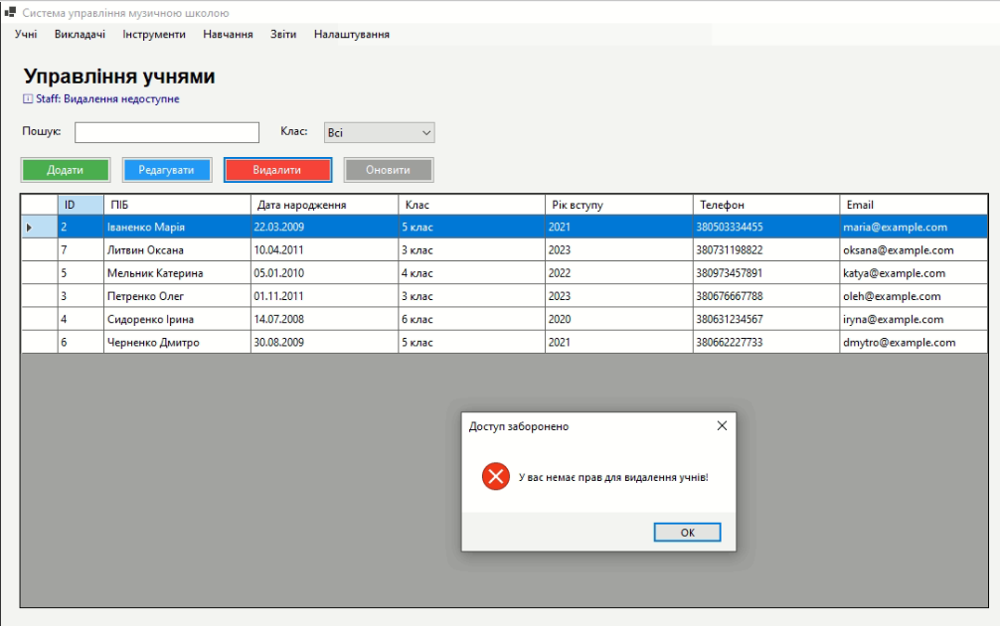 Система управління музичною школою
Учні Викладачі Інструменти Навчання Звіти Налаштування
Управління учнями
Staff: Видалення недоступне
Пошук: Клас: Всі
Додати Редагувати Видалити Оновити
ID ПІБ Дата народження Клас Рік вступу Телефон Email
2 Іваненко Марія 22.03.2009 5 клас 2021 380503334455 maria@example.com
7 Литвин Оксана 10.04.2011 3 клас 2023 380731198822 oksana@example.com
5 Мельник Катерина 05.01.2010 4 клас 2022 380973457891 katya@example.com
3 Петренко Олег 01.11.2011 3 клас 2023 380676667788 oleh@example.com
4 Сидоренко Ірина 14.07.2008 6 клас 2020 380631234567 iryna@example.com
6 Черненко Дмитро 30.08.2009 5 клас 2021 380662227733 dmytro@example.com
Доступ заборонено
У вас немає прав для видалення учнів!
ОК